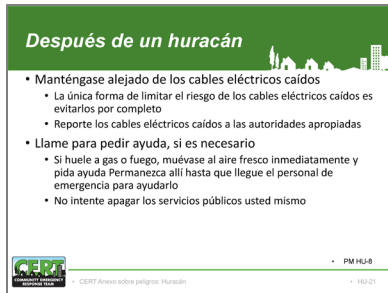 Después de un huracán
• Manténgase alejado de los cables eléctricos caídos
• La única forma de limitar el riesgo de los cables eléctricos caídos es
evitarlos por completo
• Reporte los cables eléctricos caídos a las autoridades apropiadas
• Llame para pedir ayuda, si es necesario
• Si huele a gas o fuego, muévase al aire fresco inmediatamente y
pida ayuda Permanezca allí hasta que llegue el personal de
emergencia para ayudarlo
• No intente apagar los servicios públicos usted mismo
• PM HU-8
CERT
COMMUNITY EMERGENCY
RESPONSE TEAM
• CERT Anexo sobre peligros: Huracán
• HU-21